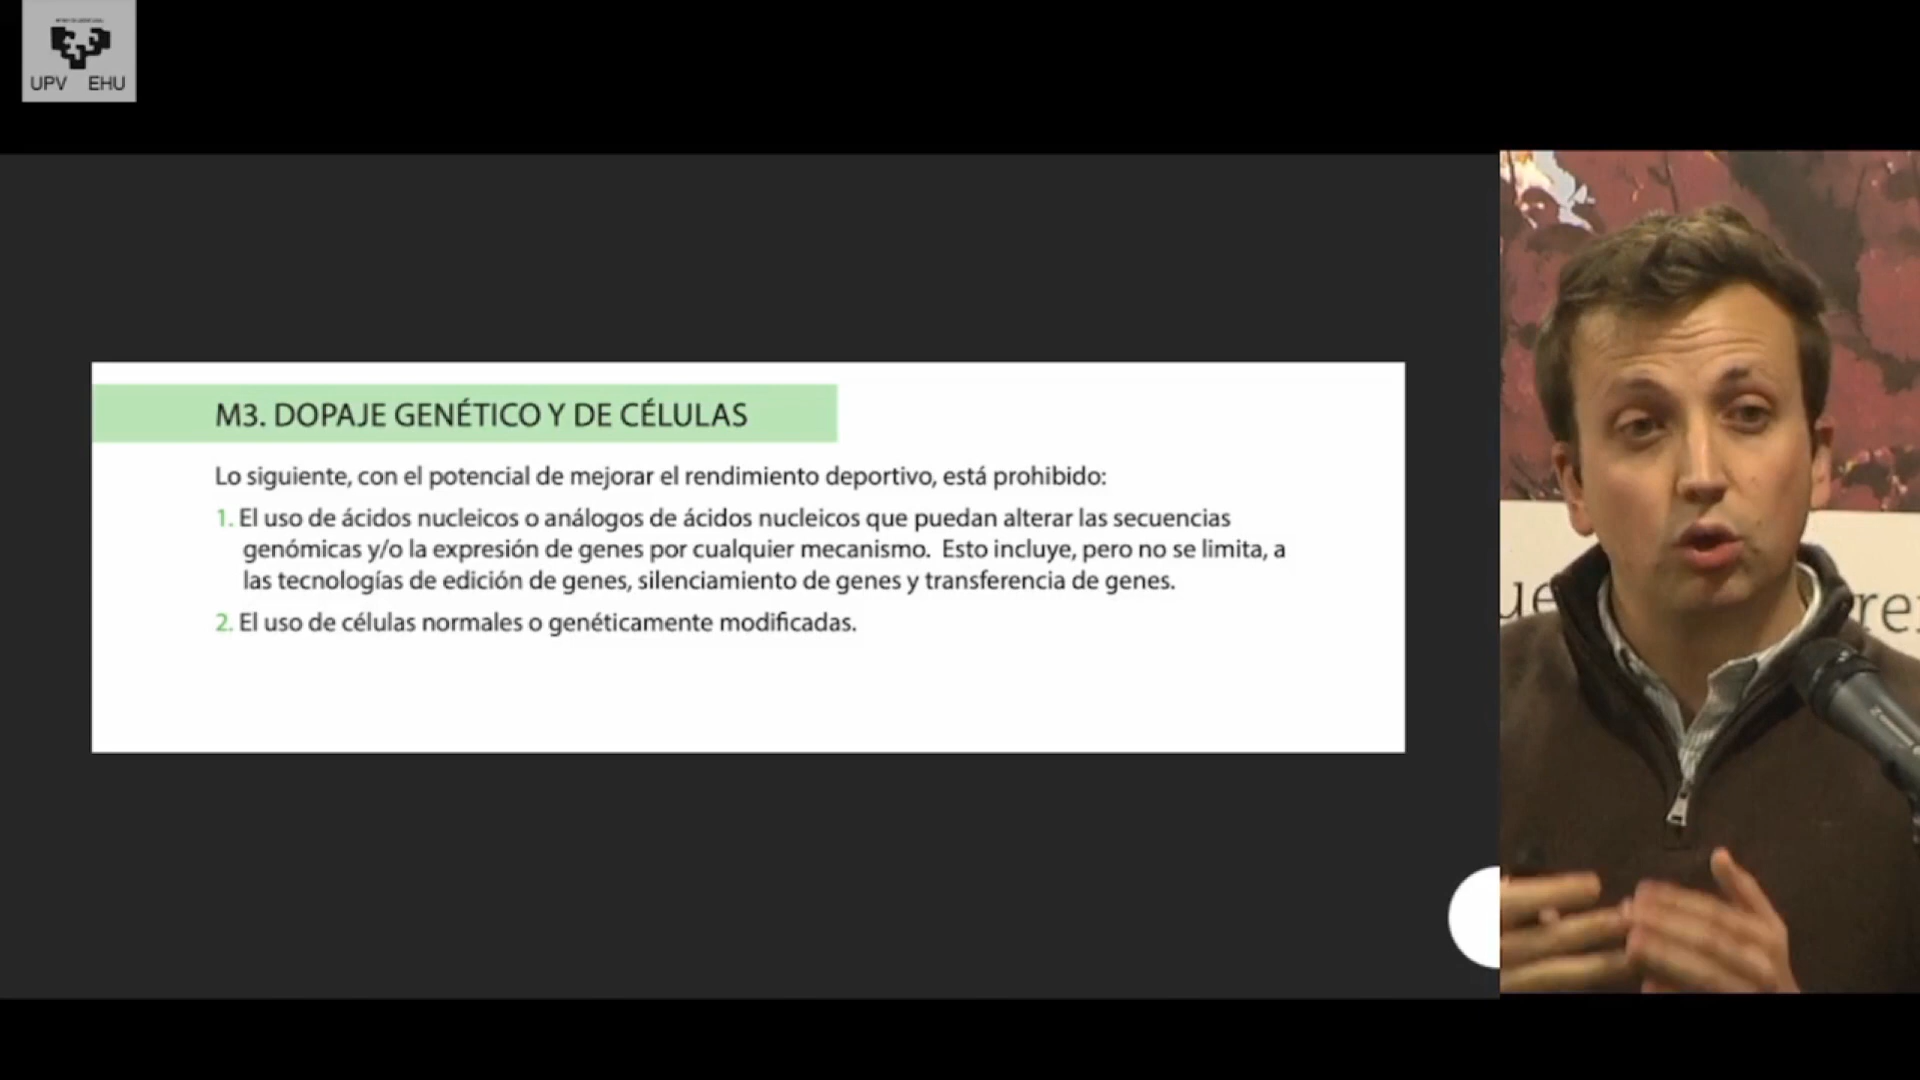 UPV EHU
M3. DOPAJE GENÉTICO Y DE CÉLULAS
Lo siguiente, con el potencial de mejorar el rendimiento deportivo, está prohibido:
1. El uso de ácidos nucleicos o análogos de ácidos nucleicos que puedan alterar las secuencias
genómicas y/o la expresión de genes por cualquier mecanismo. Esto incluye, pero no se limita, a
las tecnologías de edición de genes, silenciamiento de genes y transferencia de genes.
2. El uso de células normales o genéticamente modificadas.